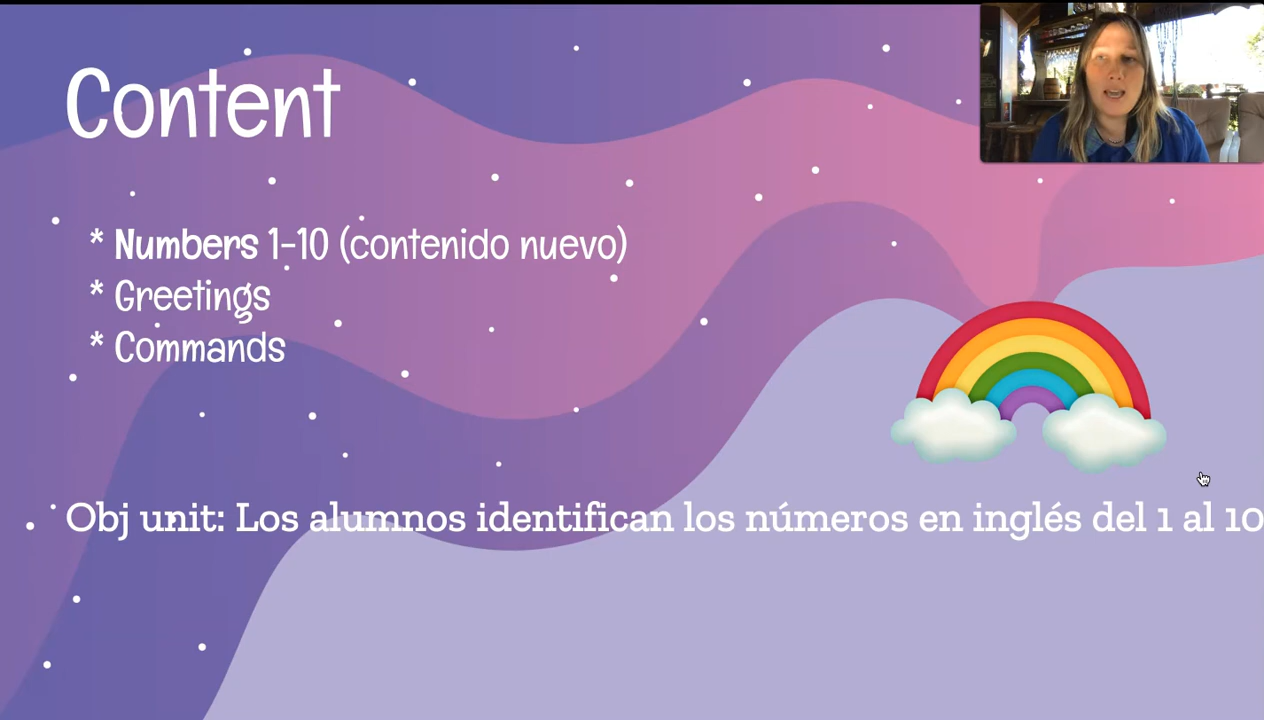 Content
* Numbers 1-10 (contenido nuevo)
* Greetings
* Commands
Obj unit: Los alumnos identifican los números en inglés del 1 al 10